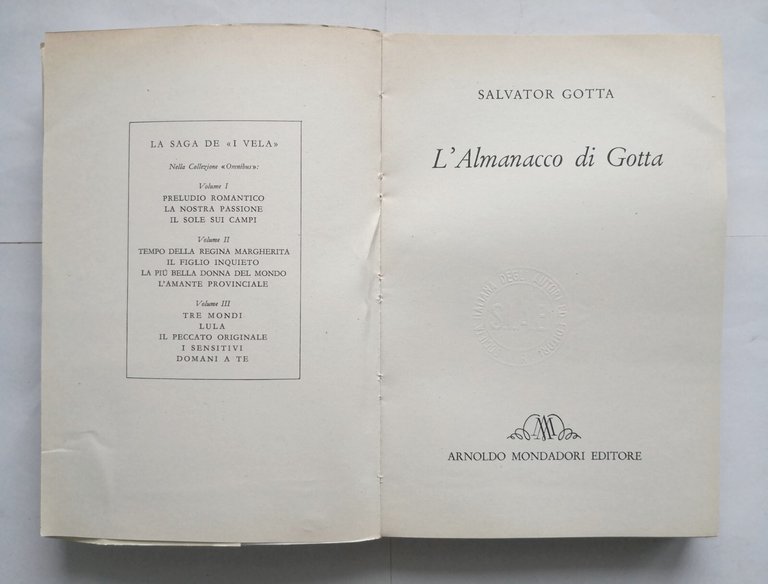 LA SAGA DE «I VELA»
Nella Collezione «Omnibus»:
Volume I
PRELUDIO ROMANTICO
LA NOSTRA PASSIONE
IL SOLE SUI CAMPI
Volume II
TEMPO DELLA REGINA MARGHERITA
IL FIGLIO INQUIETO
LA PIÙ BELLA DONNA DEL MONDO
L'AMANTE PROVINCIALE
Volume III
TRE MONDI
LULA
IL PECCATO ORIGINALE
I SENSITIVI
DOMANI A TE
SALVATOR GOTTA
L'Almanacco di Gotta
ARNOLDO MONDADORI EDITORE